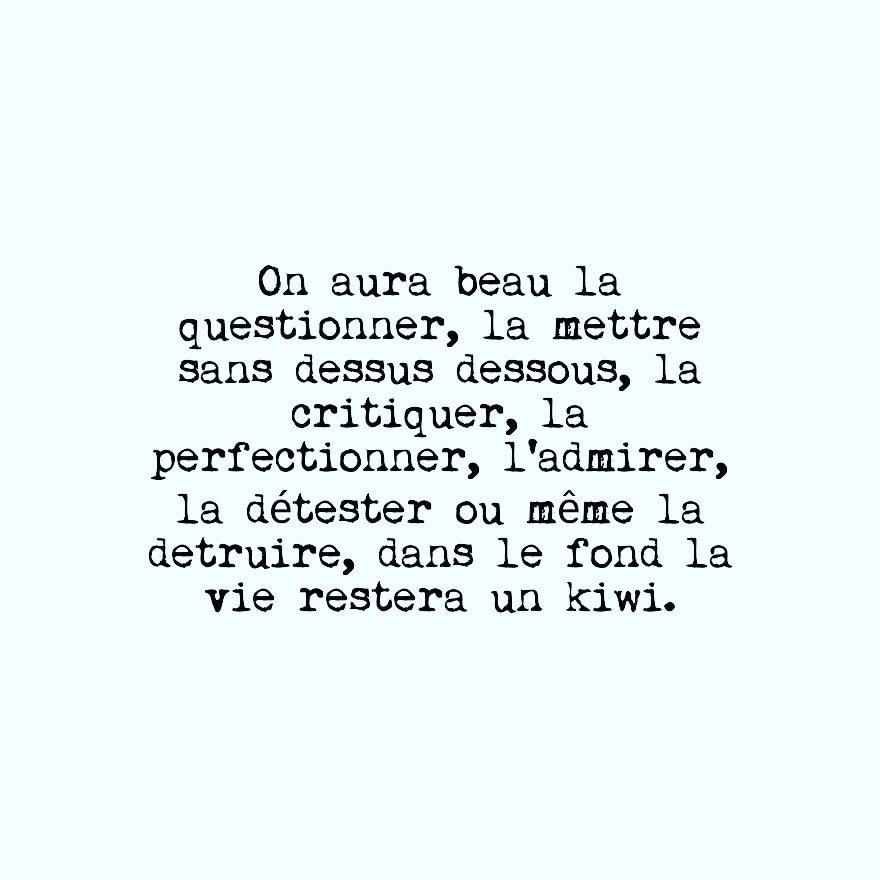 On aura beau la
questionner, la mettre
sans dessus dessous, la
critiquer, la
perfectionner, l'admirer,
la détester ou même la
detruire, dans le fond la
vie restera un kiwi.